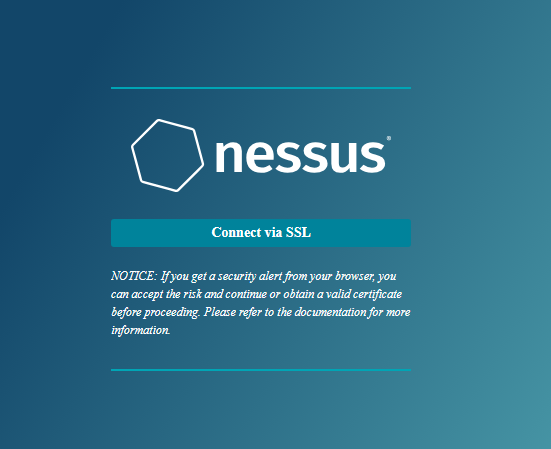 nessus®
Connect via SSL
NOTICE: If you get a security alert from your browser, you
can accept the risk and continue or obtain a valid certificate
before proceeding. Please refer to the documentation for more
information.